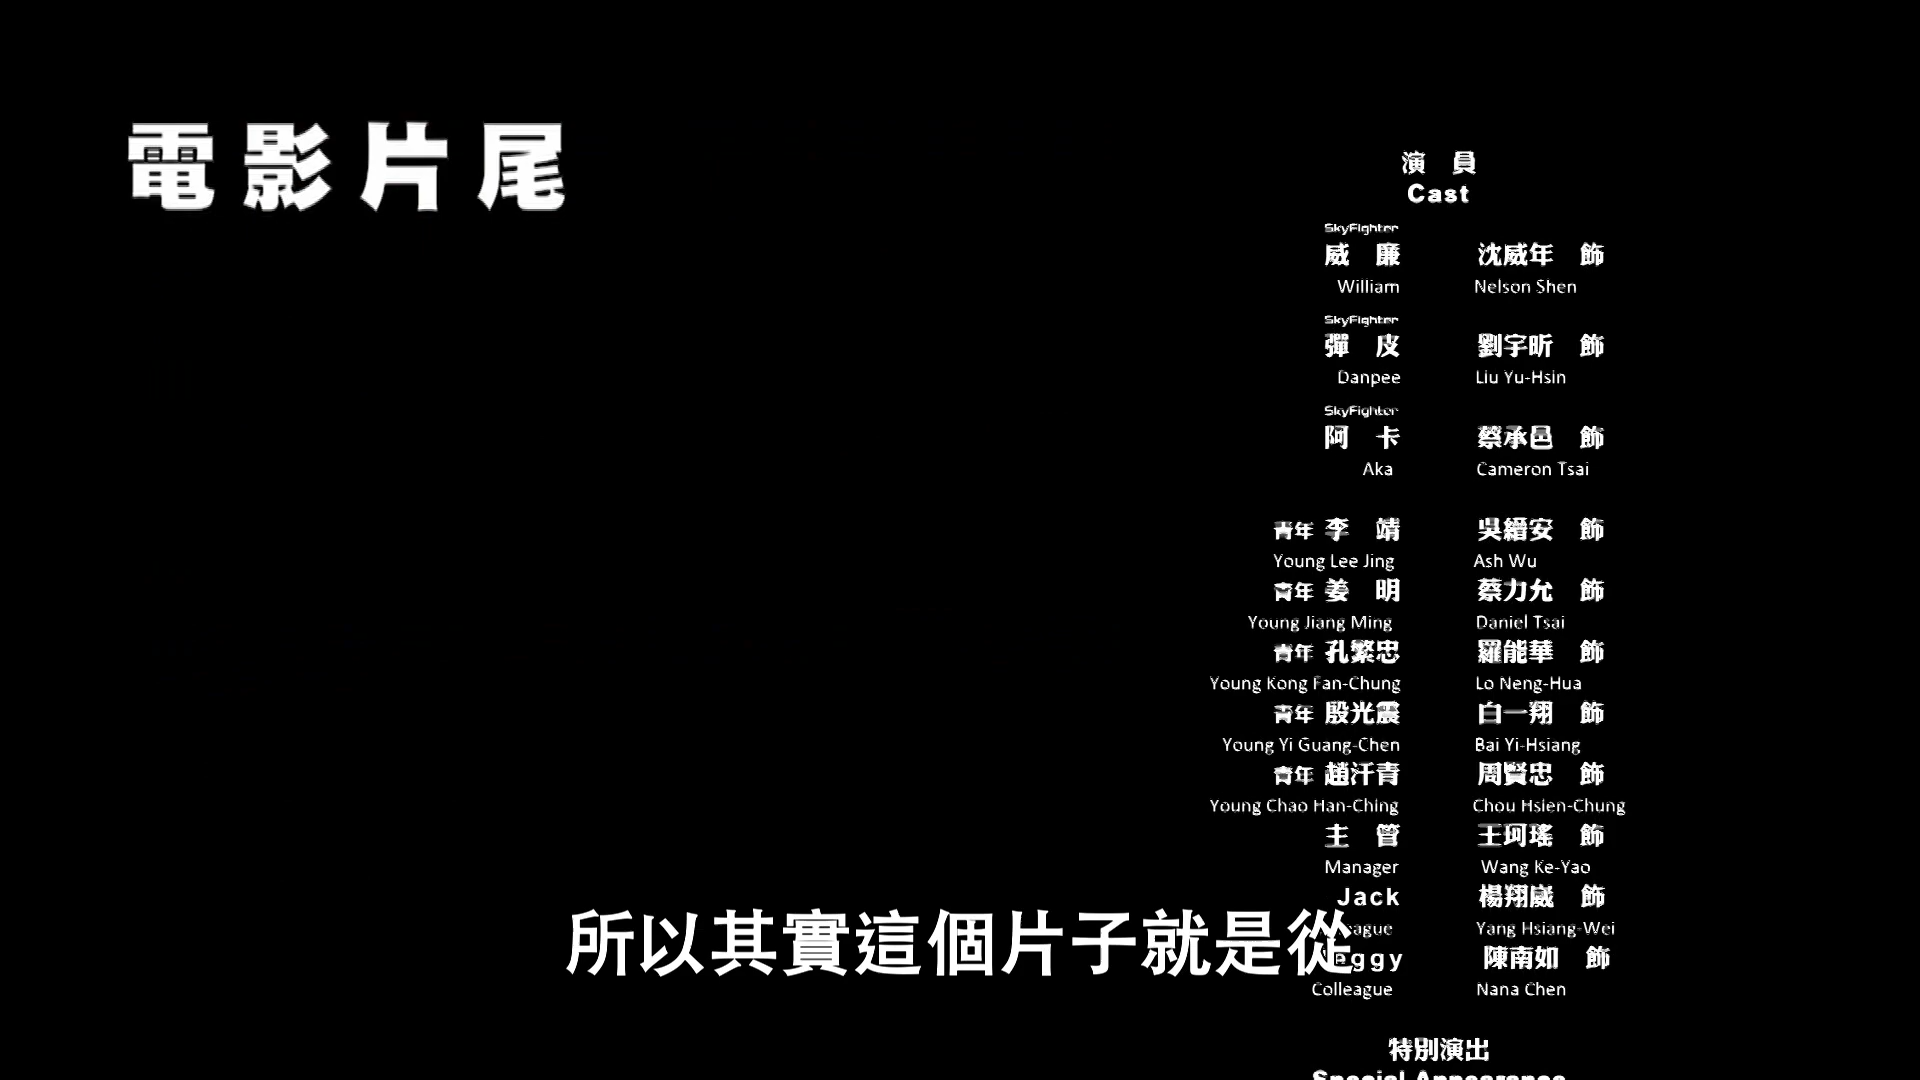 電影片尾
演 員
Cast
SkyFighter
威 廉 沈威年 飾
William Nelson Shen
SkyFighter
彈 皮 劉宇昕 飾
Danpee Liu Yu-Hsin
SkyFighter
阿 卡 蔡承邑 飾
Aka Cameron Tsai
青年 李 靖 吳縉安 飾
Young Lee Jing Ash Wu
青年 姜 明 蔡力允 飾
Young Jiang Ming Daniel Tsai
青年 孔繁忠 羅能華 飾
Young Kong Fan-Chung Lo Neng-Hua
青年 殷光震 白一翔 飾
Young Yi Guang-Chen Bai Yi-Hsiang
青年 趙汗青 周賢忠 飾
Young Chao Han-Ching Chou Hsien-Chung
主 管 王珂瑤 飾
Manager Wang Ke-Yao
Jack 楊翔崴 飾
Yang Hsiang-Wei
陳南如 飾
Colleague Nana Chen
所以其實這個片子就是從
特別演出
Special Appearance